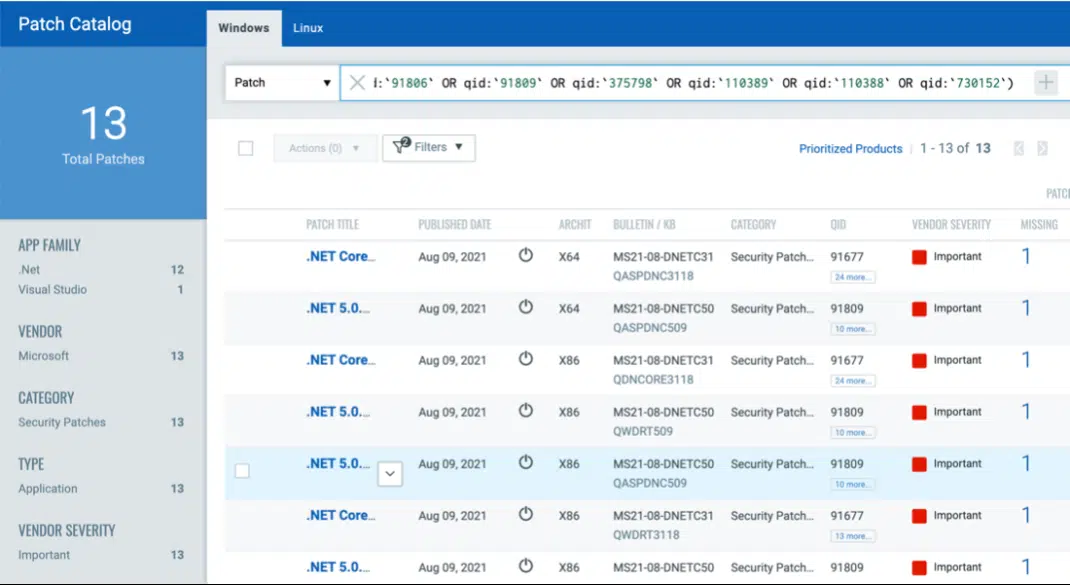 Patch Catalog
Windows
Linux
Patch
d:`91806` OR qid:`91809` OR qid:`375798` OR qid:`110389` OR qid:`110388` OR qid:`730152`)
13
Total Patches
Actions (0)
2
Filters
Prioritized Products
1 - 13 of 13
PATC
PATCH TITLE PUBLISHED DATE ARCHIT BULLETIN / KB CATEGORY QID VENDOR SEVERITY MISSING
APP FAMILY
.Net 12
Visual Studio 1
VENDOR
Microsoft 13
CATEGORY
Security Patches 13
TYPE
Application 13
VENDOR SEVERITY
Important 13
.NET Core... Aug 09, 2021 X64 MS21-08-DNETC31 Security Patch... 91677 Important 1
QASPDNC3118 24 more...
.NET 5.0.... Aug 09, 2021 X64 MS21-08-DNETC50 Security Patch... 91809 Important 1
QASPDNC509 10 more...
.NET Core... Aug 09, 2021 X86 MS21-08-DNETC31 Security Patch... 91677 Important 1
QDNCORE3118 24 more...
.NET 5.0.... Aug 09, 2021 X86 MS21-08-DNETC50 Security Patch... 91809 Important 1
QWDRT509 10 more...
.NET 5.0.... Aug 09, 2021 X86 MS21-08-DNETC50 Security Patch... 91809 Important 1
QASPDNC509 10 more...
.NET Core... Aug 09, 2021 X86 MS21-08-DNETC31 Security Patch... 91677 Important 1
QWDRT3118 13 more...
.NET 5.0.... Aug 09, 2021 X86 MS21-08-DNETC50 Security Patch... 91809 Important 1